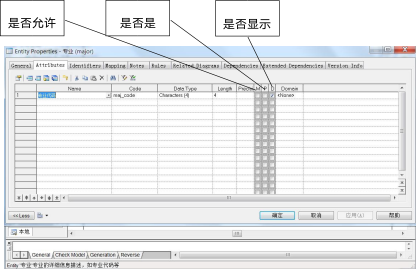 是否允许
是否是
是否显示
Entity Properties - 专业 (major)
General Attributes Identifiers Mapping Notes Rules Related Diagrams Dependencies Extended Dependencies Version Info
Name Code Data Type Length Precision M P D Domain
1 maj_code Characters (4) 4 <None>
<<Less 确定 取消 应用(A) 帮助
本地
General Check Model Generation Reverse
Entity 专业 专业的详细信息描述，如专业代码等